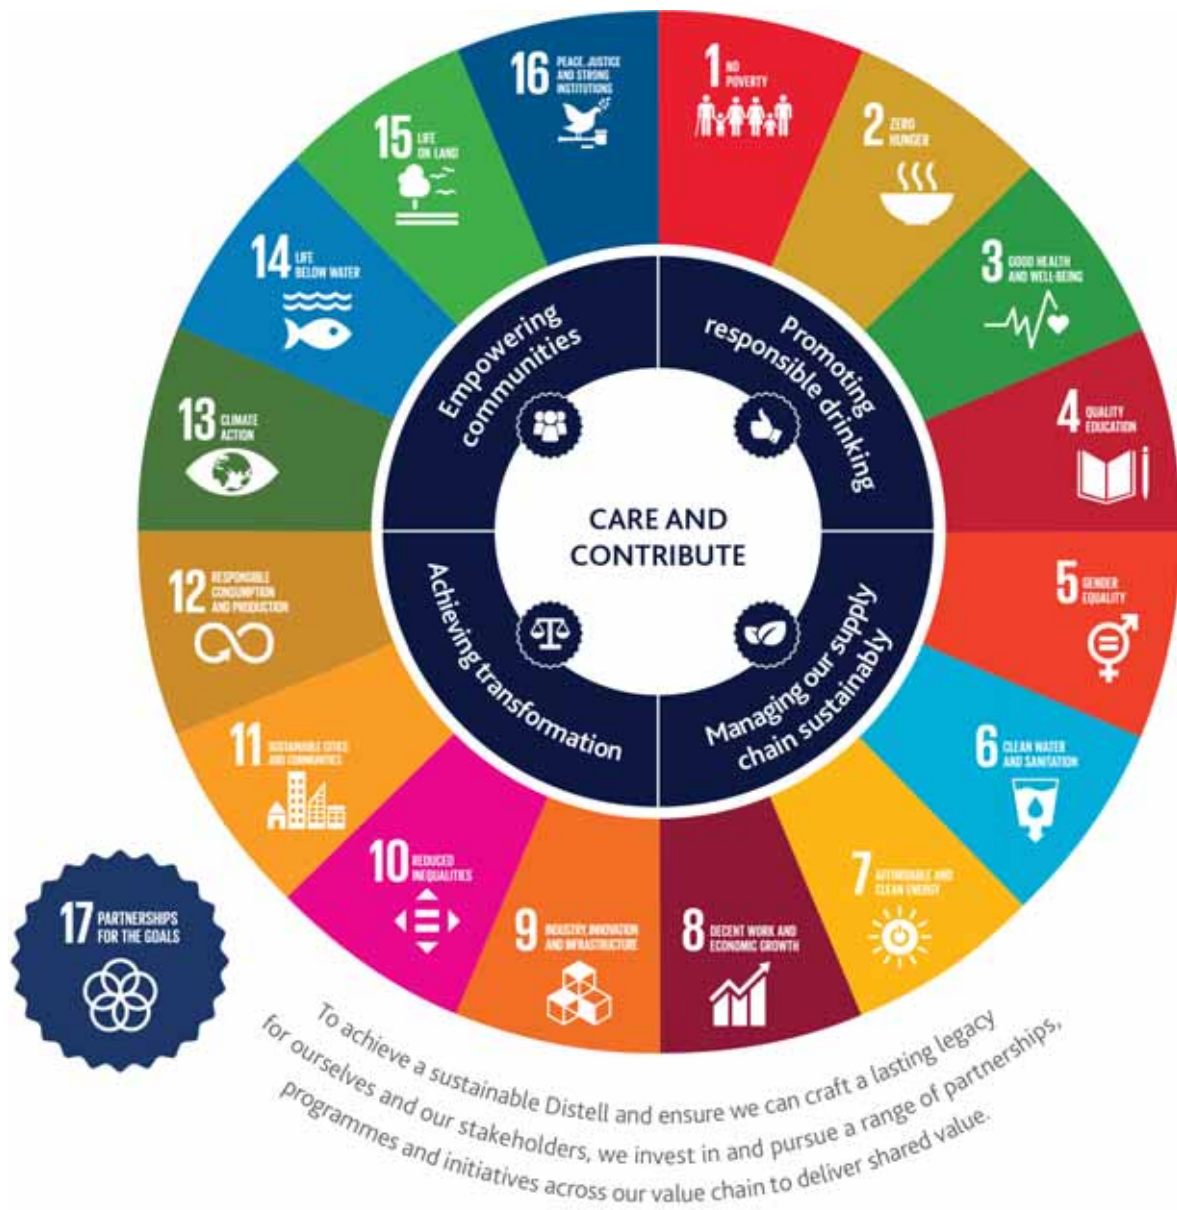 1 NO
POVERTY
2 ZERO
HUNGER
3 GOOD HEALTH
AND WELL-BEING
4 QUALITY
EDUCATION
5 GENDER
EQUALITY
6 CLEAN WATER
AND SANITATION
7 AFFORDABLE AND
CLEAN ENERGY
8 DECENT WORK AND
ECONOMIC GROWTH
9 INDUSTRY, INNOVATION
AND INFRASTRUCTURE
10 REDUCED
INEQUALITIES
11 SUSTAINABLE CITIES
AND COMMUNITIES
12 RESPONSIBLE
CONSUMPTION
AND PRODUCTION
13 CLIMATE
ACTION
14 LIFE
BELOW WATER
15 LIFE
ON LAND
16 PEACE, JUSTICE
AND STRONG
INSTITUTIONS
Empowering
communities
Promoting
responsible drinking
Managing our supply
chain sustainably
Achieving transformation
CARE AND
CONTRIBUTE
17 PARTNERSHIPS
FOR THE GOALS
To achieve a sustainable Distell and ensure we can craft a lasting legacy
for ourselves and our stakeholders, we invest in and pursue a range of partnerships,
programmes and initiatives across our value chain to deliver shared value.